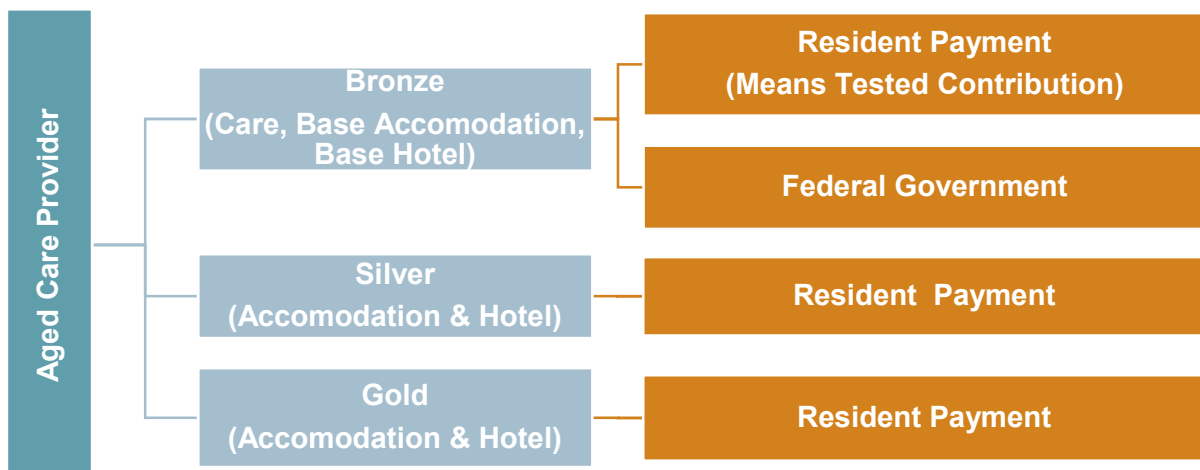 Aged Care Provider
Bronze
(Care, Base Accomodation,
Base Hotel)
Resident Payment
(Means Tested Contribution)
Federal Government
Silver
(Accomodation & Hotel)
Resident Payment
Gold
(Accomodation & Hotel)
Resident Payment